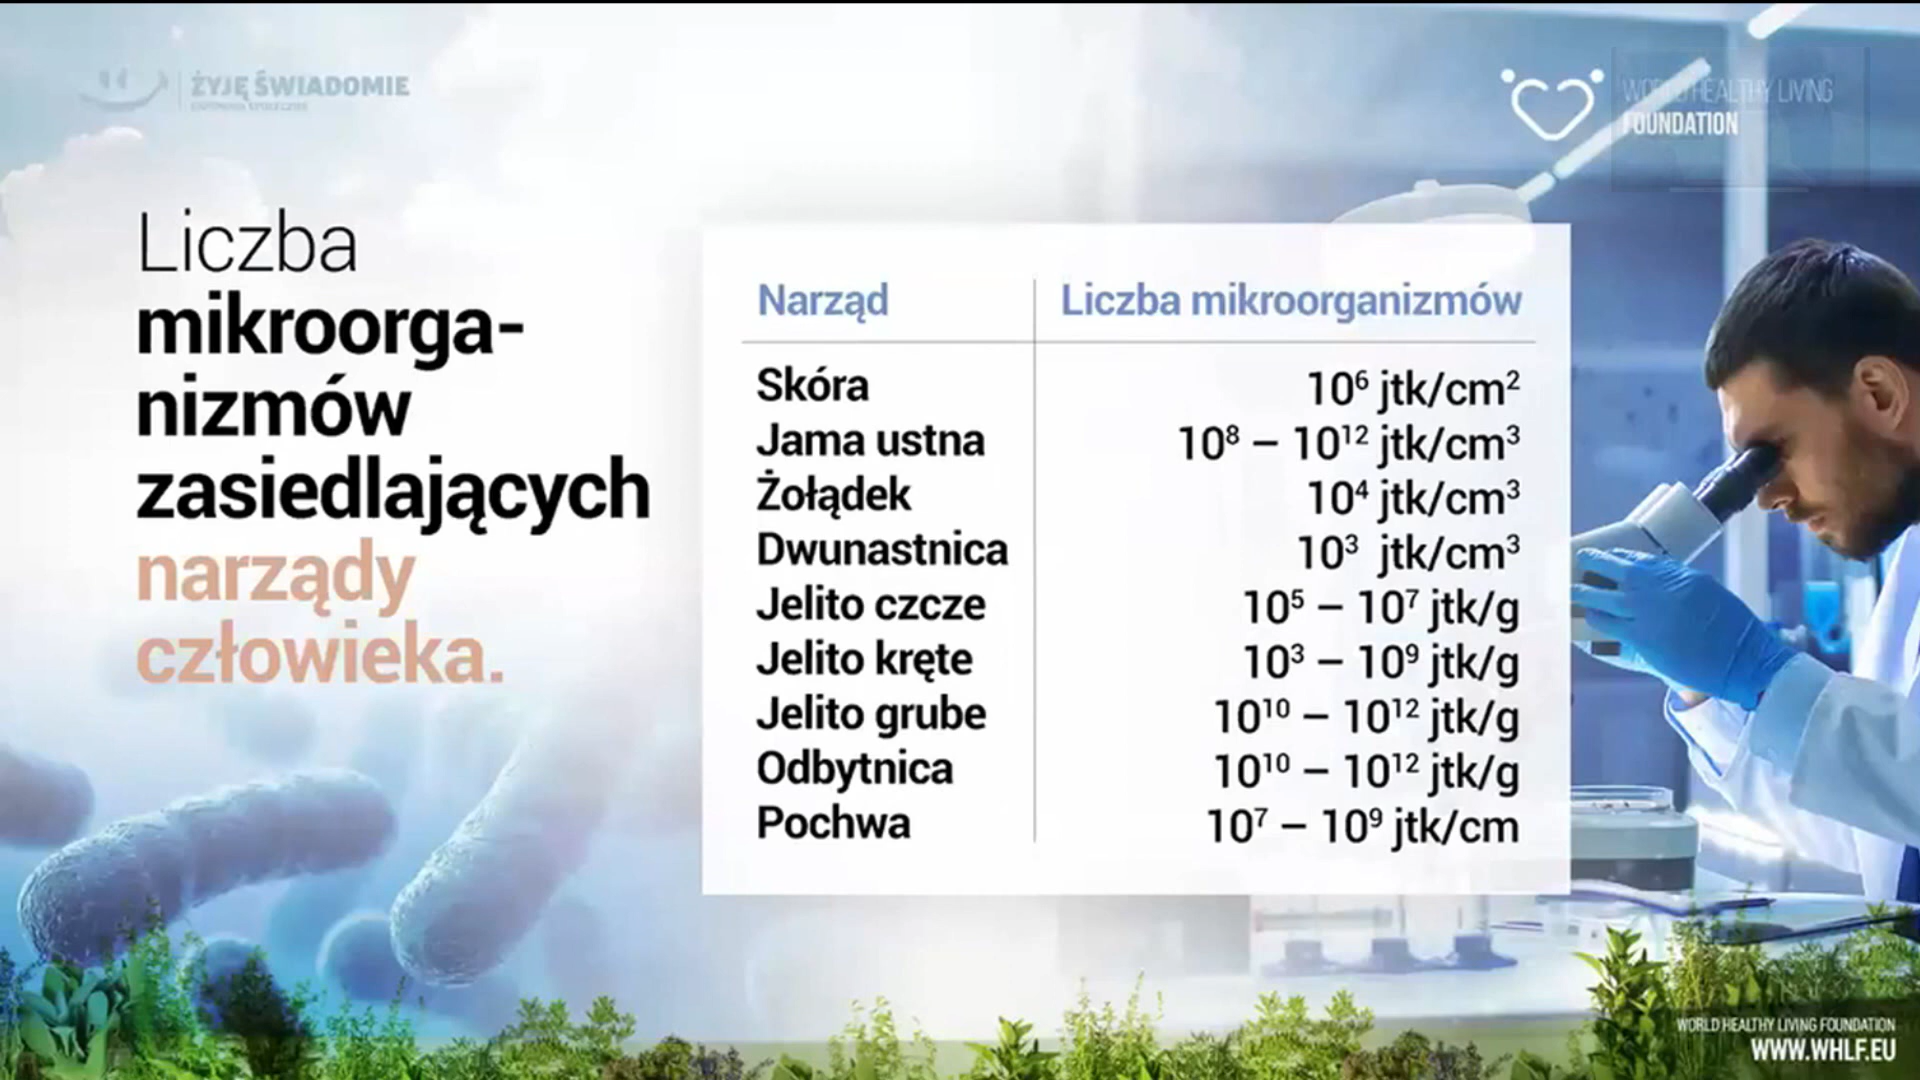 ŻYJĘ ŚWIADOMIE
WORLD HEALTHY LIVING
FOUNDATION
Liczba
mikroorga-
nizmów
zasiedlających
narządy
człowieka.
Narząd Liczba mikroorganizmów
Skóra 10⁶ jtk/cm²
Jama ustna 10⁸ – 10¹² jtk/cm³
Żołądek 10⁴ jtk/cm³
Dwunastnica 10³ jtk/cm³
Jelito czcze 10⁵ – 10⁷ jtk/g
Jelito kręte 10³ – 10⁹ jtk/g
Jelito grube 10¹⁰ – 10¹² jtk/g
Odbytnica 10¹⁰ – 10¹² jtk/g
Pochwa 10⁷ – 10⁹ jtk/cm
WORLD HEALTHY LIVING FOUNDATION
WWW.WHLF.EU